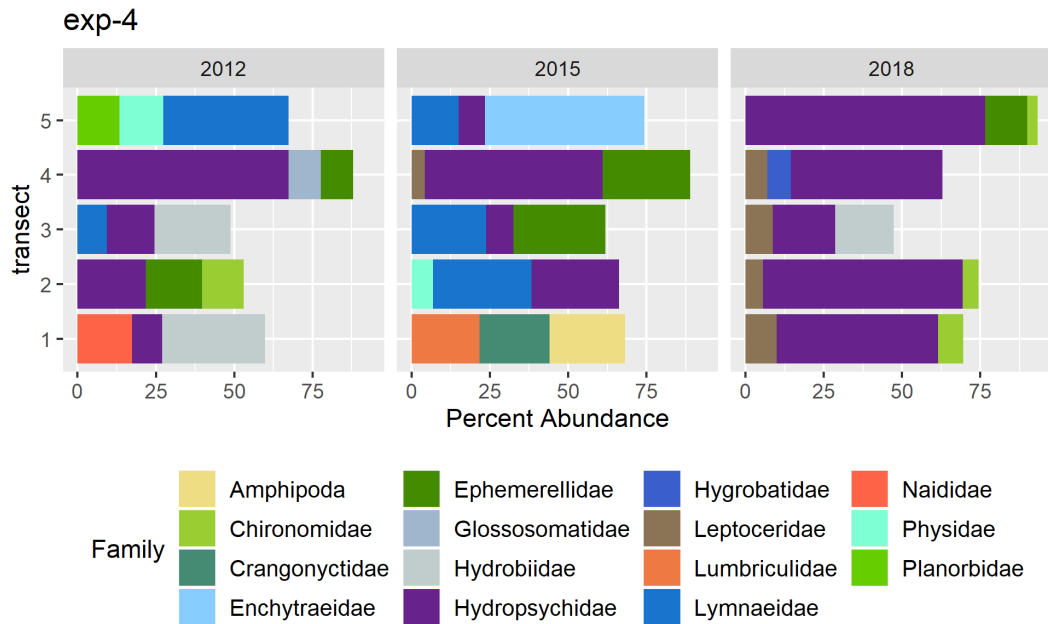 exp-4
2012 2015 2018
5
4
3
2
1
transect
0 25 50 75 0 25 50 75 0 25 50 75
Percent Abundance
Family
Amphipoda Ephemerellidae Hygrobatidae Naididae
Chironomidae Glossosomatidae Leptoceridae Physidae
Crangonyctidae Hydrobiidae Lumbriculidae Planorbidae
Enchytraeidae Hydropsychidae Lymnaeidae